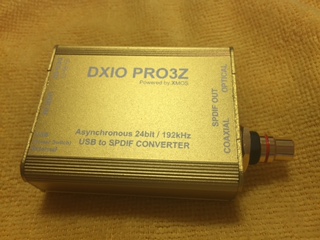 DXIO PRO3Z
Powered by XMOS
Asynchronous 24bit / 192kHz
USB to SPDIF CONVERTER
SPDIF OUT
COAXIAL
OPTICAL